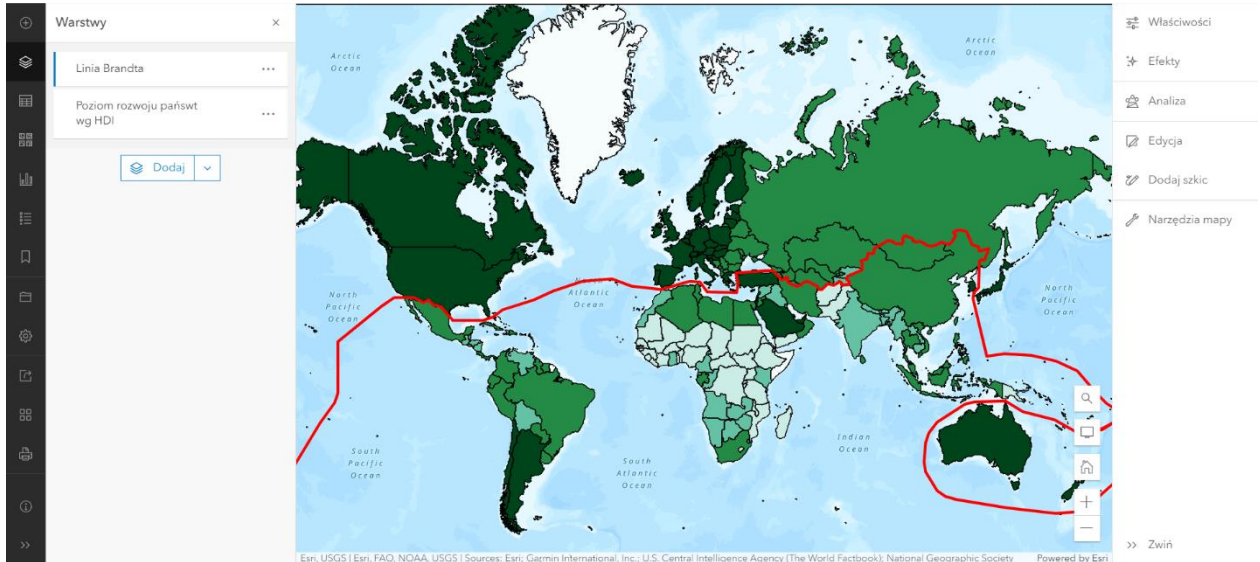 Warstwy
Linia Brandta
Poziom rozwoju pańswt
wg HDI
Dodaj
Arctic
Ocean
Arctic
Ocean
North
Pacific
Ocean
North
Atlantic
Ocean
North
Pacific
Ocean
South
Pacific
Ocean
South
Atlantic
Ocean
Indian
Ocean
Esri, USGS | Esri, FAO, NOAA, USGS | Sources: Esri; Garmin International, Inc.; U.S. Central Intelligence Agency (The World Factbook); National Geographic Society
Powered by Esri
Właściwości
Efekty
Analiza
Edycja
Dodaj szkic
Narzędzia mapy
Zwiń